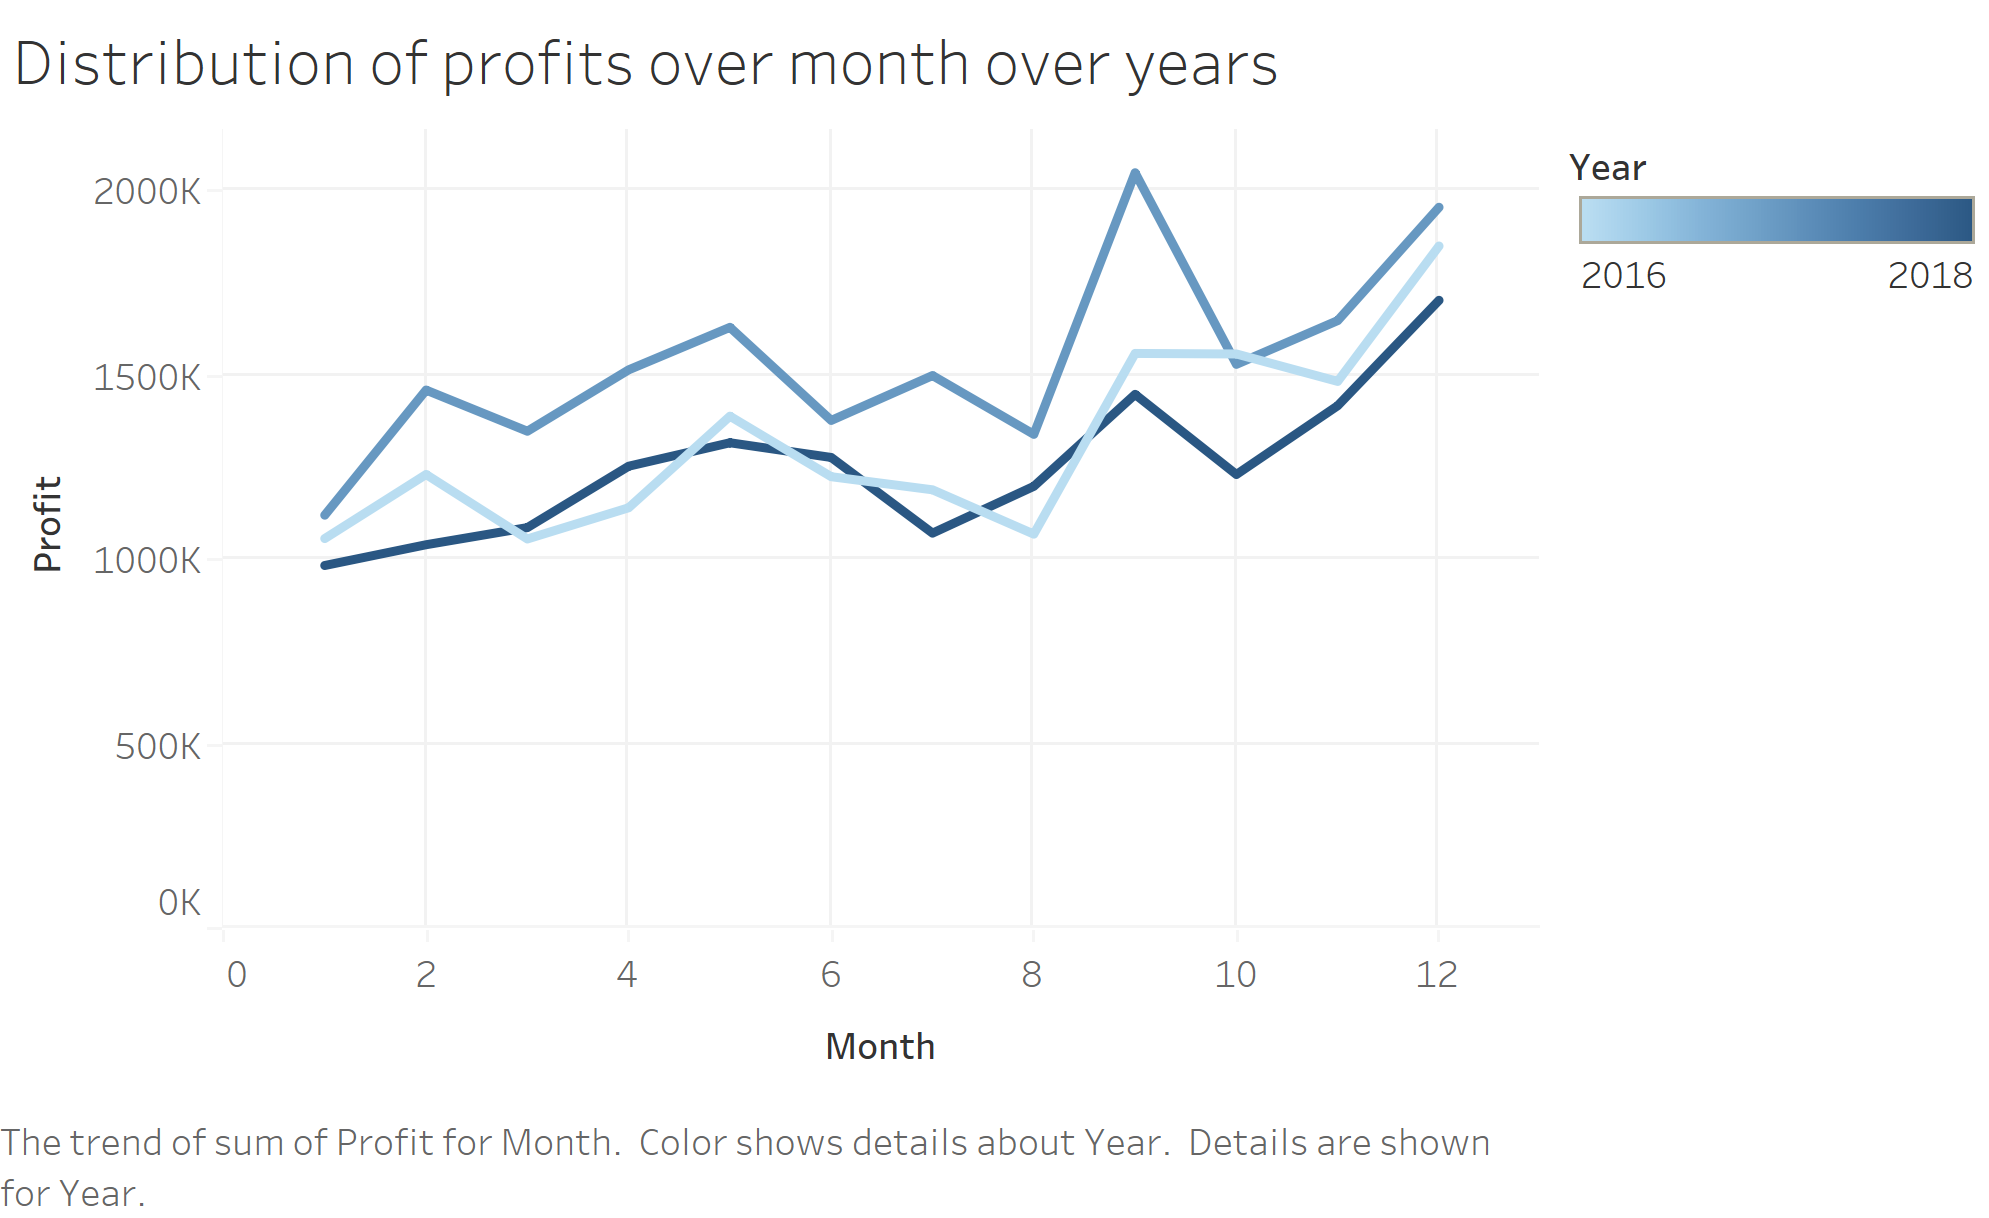 Distribution of profits over month over years
2000K
1500K
1000K
500K
0K
Profit
0 2 4 6 8 10 12
Month
Year
2016 2018
The trend of sum of Profit for Month.  Color shows details about Year.  Details are shown
for Year.